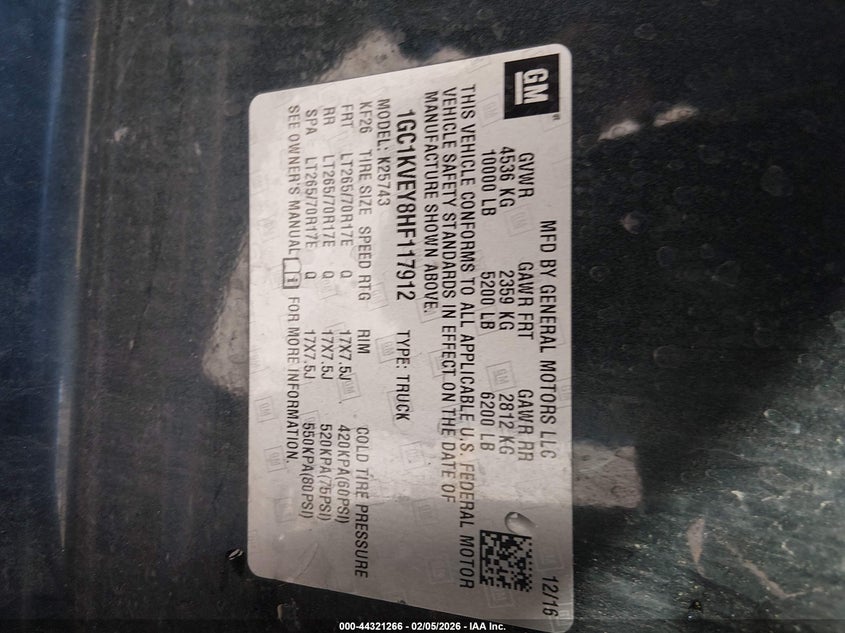 GM
MFD BY GENERAL MOTORS LLC 12/16
GVWR GAWR FRT GAWR RR
4536 KG 2359 KG 2812 KG
10000 LB 5200 LB 6200 LB
THIS VEHICLE CONFORMS TO ALL APPLICABLE U.S. FEDERAL MOTOR
VEHICLE SAFETY STANDARDS IN EFFECT ON THE DATE OF
MANUFACTURE SHOWN ABOVE.
1GC1KVEY8HF117912 TYPE: TRUCK
MODEL: K25743
KF26 TIRE SIZE SPEED RTG RIM COLD TIRE PRESSURE
FRT LT265/70R17E Q 17X7.5J 420KPA(60PSI)
RR LT265/70R17E Q 17X7.5J 520KPA(75PSI)
SPA LT265/70R17E Q 17X7.5J 550KPA(80PSI)
SEE OWNER'S MANUAL FOR MORE INFORMATION.
000-44321266 - 02/05/2026 - IAA Inc.